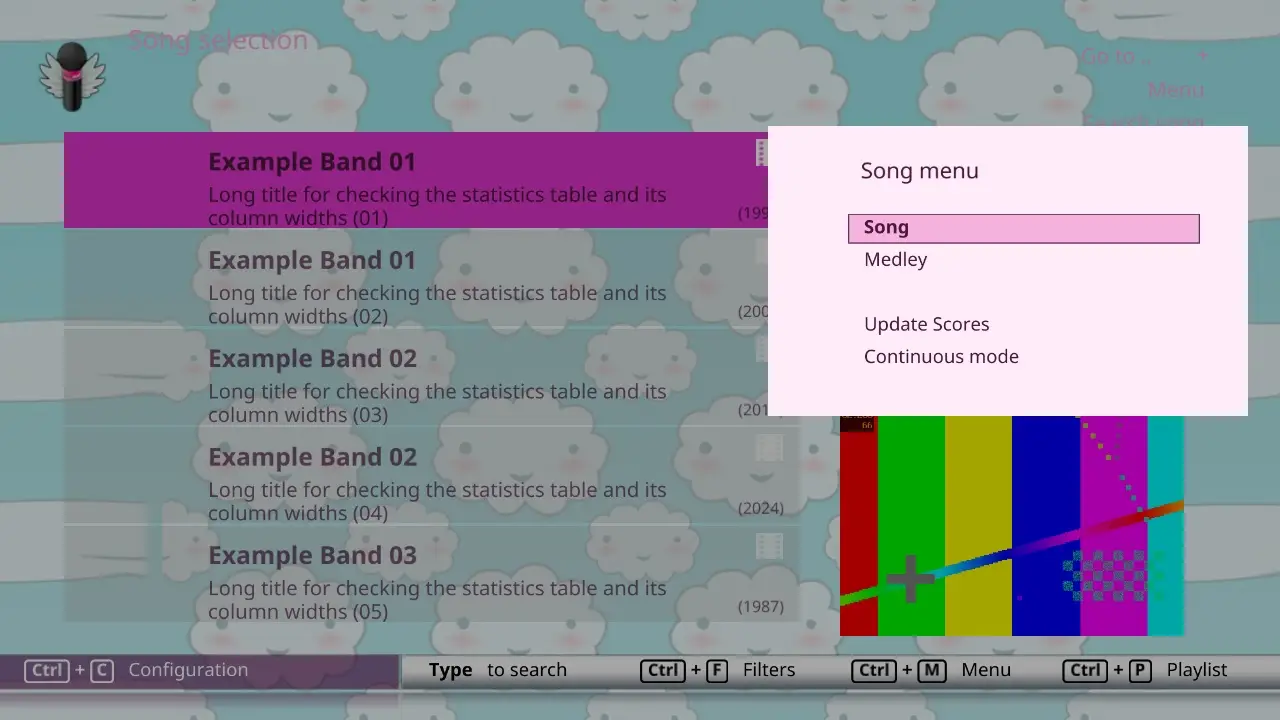 Song selection
Go to .. +
Menu
Example Band 01
Long title for checking the statistics table and its
column widths (01)
(199
Example Band 01
Long title for checking the statistics table and its
column widths (02)
(200
Example Band 02
Long title for checking the statistics table and its
column widths (03)
(201
Example Band 02
Long title for checking the statistics table and its
column widths (04)
(2024)
Example Band 03
Long title for checking the statistics table and its
column widths (05)
(1987)
Song menu
Song
Medley
Update Scores
Continuous mode
66
Ctrl + C Configuration
Type to search
Ctrl + F Filters
Ctrl + M Menu
Ctrl + P Playlist